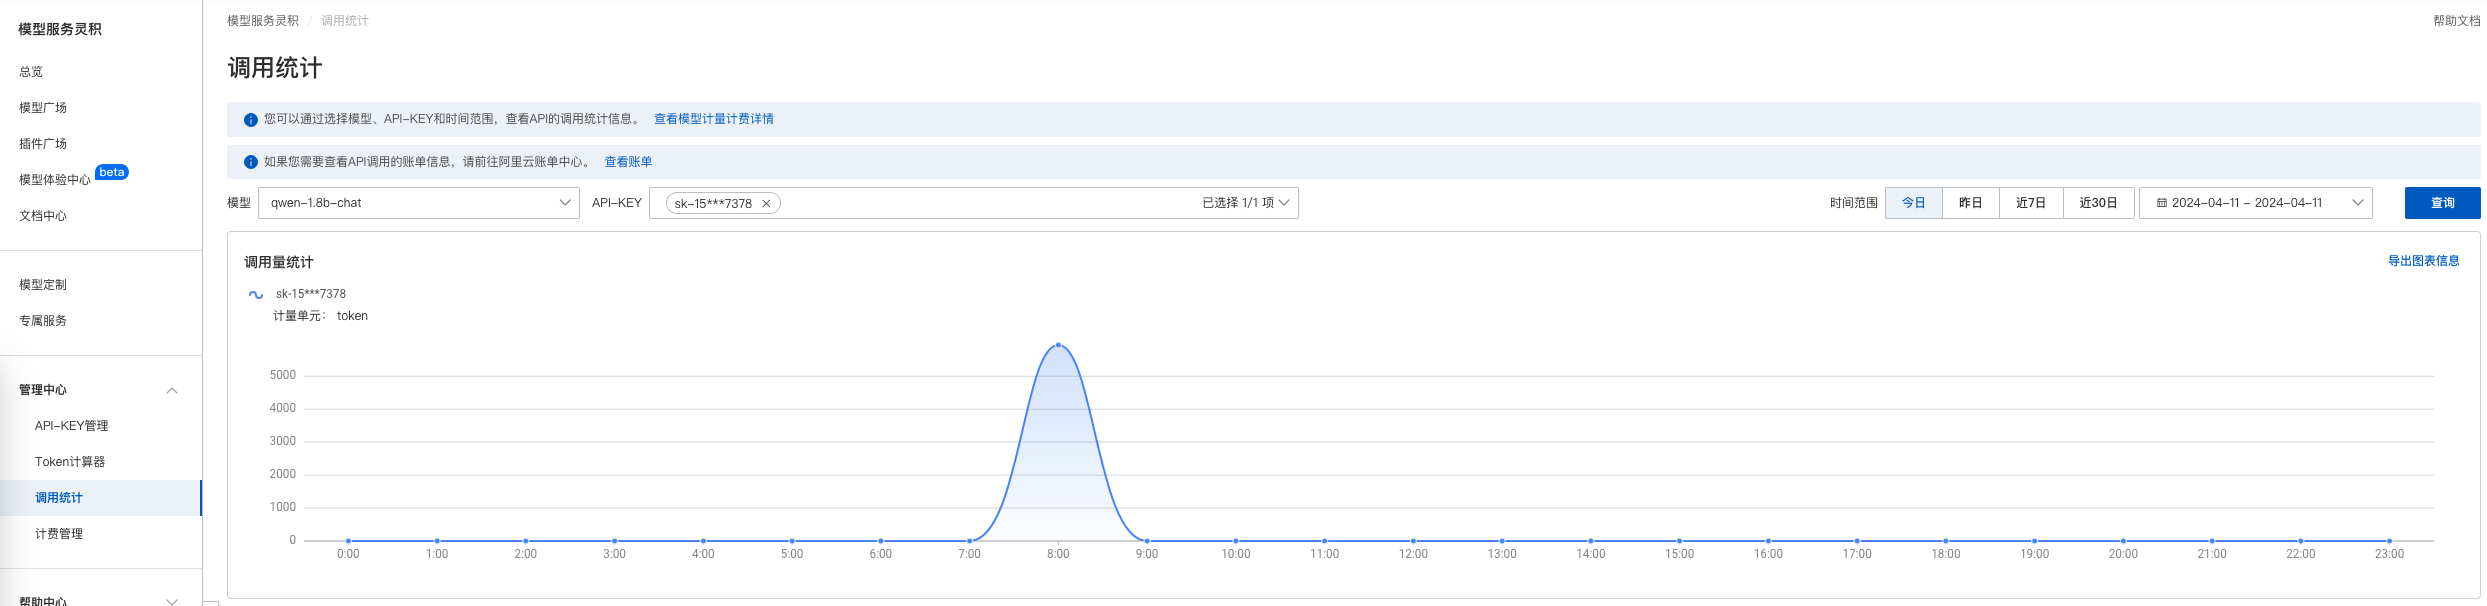 模型服务灵积
总览
模型广场
插件广场
模型体验中心 beta
文档中心
模型定制
专属服务
管理中心
API-KEY管理
Token计算器
调用统计
计费管理
帮助中心
模型服务灵积 / 调用统计
帮助文档
调用统计
您可以通过选择模型、API-KEY和时间范围，查看API的调用统计信息。 查看模型计量计费详情
如果您需要查看API调用的账单信息，请前往阿里云账单中心。 查看账单
模型 qwen-1.8b-chat API-KEY sk-15***7378 已选择 1/1 项 时间范围 今日 昨日 近7日 近30日 2024-04-11 - 2024-04-11 查询
调用量统计
导出图表信息
sk-15***7378
计量单元： token
5000
4000
3000
2000
1000
0
0:00 1:00 2:00 3:00 4:00 5:00 6:00 7:00 8:00 9:00 10:00 11:00 12:00 13:00 14:00 15:00 16:00 17:00 18:00 19:00 20:00 21:00 22:00 23:00